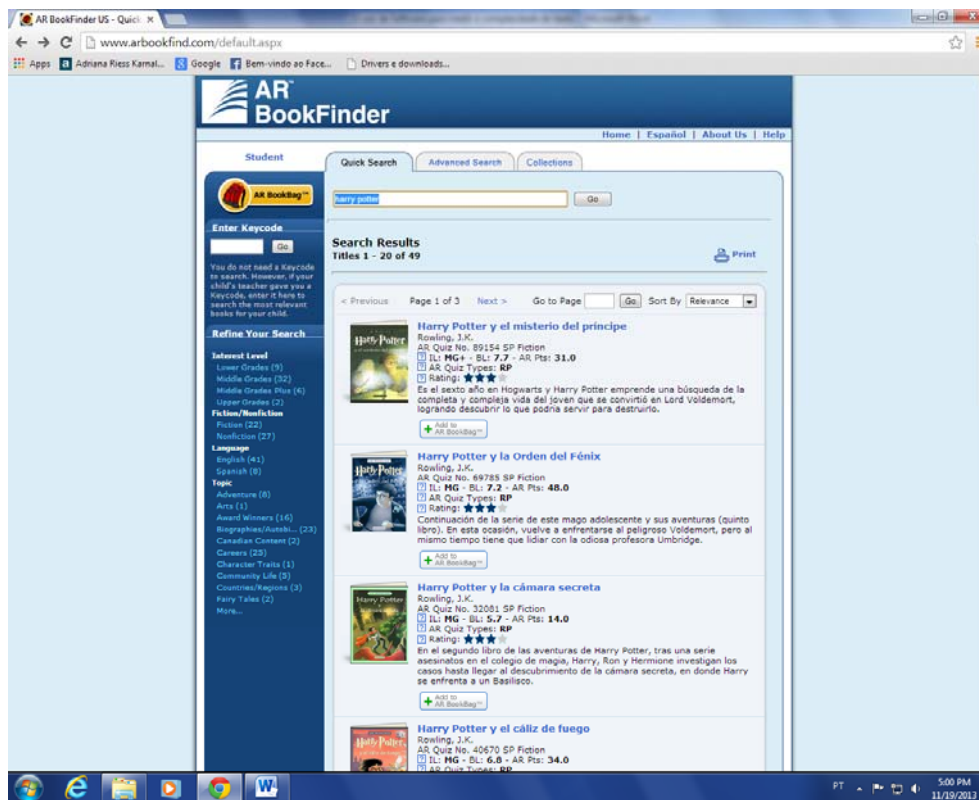 AR BookFinder US - Quick
www.arbookfind.com/default.aspx
Apps
Adriana Riess Karnal...
Google
Bem-vindo ao Face...
Drivers e downloads...
AR™
BookFinder
Home | Español | About Us | Help
Student
Quick Search
Advanced Search
Collections
AR BookBag™
harry potter
Go
Enter Keycode
Go
You do not need a Keycode
to search. However, if your
child's teacher gave you a
Keycode, enter it here to
search the most relevant
books for your child.
Search Results
Titles 1 - 20 of 49
Print
< Previous Page 1 of 3 Next > Go to Page Go Sort By Relevance
Refine Your Search
Interest Level
Lower Grades (9)
Middle Grades (32)
Middle Grades Plus (6)
Upper Grades (2)
Fiction/Nonfiction
Fiction (22)
Nonfiction (27)
Language
English (41)
Spanish (8)
Topic
Adventure (8)
Arts (1)
Award Winners (16)
Biographies/Autobi... (23)
Canadian Content (2)
Careers (25)
Character Traits (1)
Community Life (3)
Countries/Regions (3)
Fairy Tales (2)
More...
Harry Potter
Harry Potter y el misterio del príncipe
Rowling, J.K.
AR Quiz No. 89154 SP Fiction
IL: MG+ - BL: 7.7 - AR Pts: 31.0
AR Quiz Types: RP
Rating:
Es el sexto año en Hogwarts y Harry Potter emprende una búsqueda de la
completa y compleja vida del joven que se convirtió en Lord Voldemort,
logrando descubrir lo que podría servir para destruirlo.
Add to
AR BookBag™
Harry Potter
Harry Potter y la Orden del Fénix
Rowling, J.K.
AR Quiz No. 69785 SP Fiction
IL: MG - BL: 7.2 - AR Pts: 48.0
AR Quiz Types: RP
Rating:
Continuación de la serie de este mago adolescente y sus aventuras (quinto
libro). En esta ocasión, vuelve a enfrentarse al peligroso Voldemort, pero al
mismo tiempo tiene que lidiar con la odiosa profesora Umbridge.
Add to
AR BookBag™
Harry Potter
Harry Potter y la cámara secreta
Rowling, J.K.
AR Quiz No. 32081 SP Fiction
IL: MG - BL: 5.7 - AR Pts: 14.0
AR Quiz Types: RP
Rating:
En el segundo libro de las aventuras de Harry Potter, tras una serie
asesinatos en el colegio de magia, Harry, Ron y Hermione investigan los
casos hasta llegar al descubrimiento de la cámara secreta, en donde Harry
se enfrenta a un Basilisco.
Add to
AR BookBag™
Harry Potter
Harry Potter y el cáliz de fuego
Rowling, J.K.
AR Quiz No. 40670 SP Fiction
IL: MG - BL: 6.8 - AR Pts: 34.0
AR Quiz Types: RP
PT
5:00 PM
11/19/2013